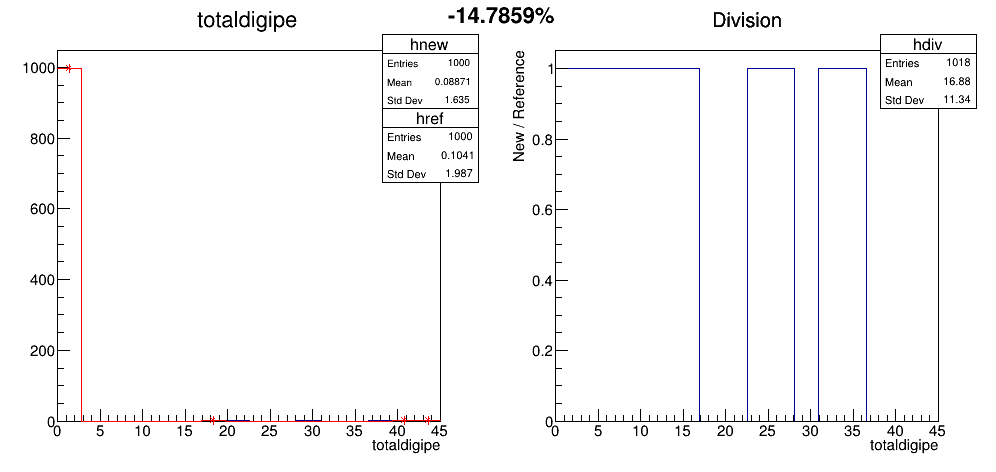 -14.7859%
totaldigipe
hnew
Entries 1000
Mean 0.08871
Std Dev 1.635
href
Entries 1000
Mean 0.1041
Std Dev 1.987
1000
800
600
400
200
0
0 5 10 15 20 25 30 35 40 45
totaldigipe
Division
hdiv
Entries 1018
Mean 16.88
Std Dev 11.34
New / Reference
1
0.8
0.6
0.4
0.2
0
0 5 10 15 20 25 30 35 40 45
totaldigipe